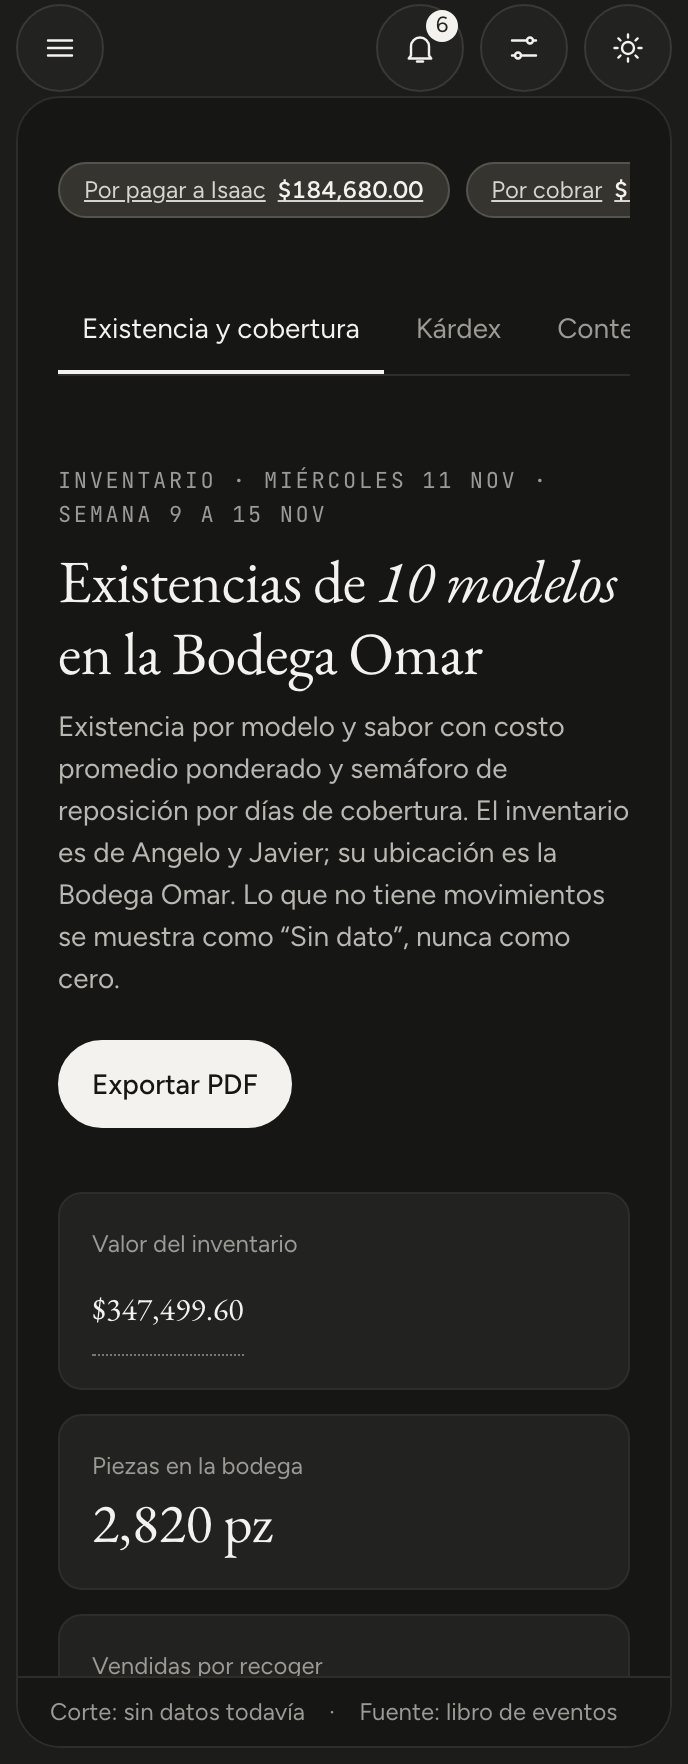 6
Por pagar a Isaac $184,680.00 Por cobrar $
Existencia y cobertura Kárdex Conte
INVENTARIO · MIÉRCOLES 11 NOV ·
SEMANA 9 A 15 NOV
Existencias de 10 modelos
en la Bodega Omar
Existencia por modelo y sabor con costo
promedio ponderado y semáforo de
reposición por días de cobertura. El inventario
es de Angelo y Javier; su ubicación es la
Bodega Omar. Lo que no tiene movimientos
se muestra como “Sin dato”, nunca como
cero.
Exportar PDF
Valor del inventario
$347,499.60
Piezas en la bodega
2,820 pz
Vendidas por recoger
Corte: sin datos todavía · Fuente: libro de eventos